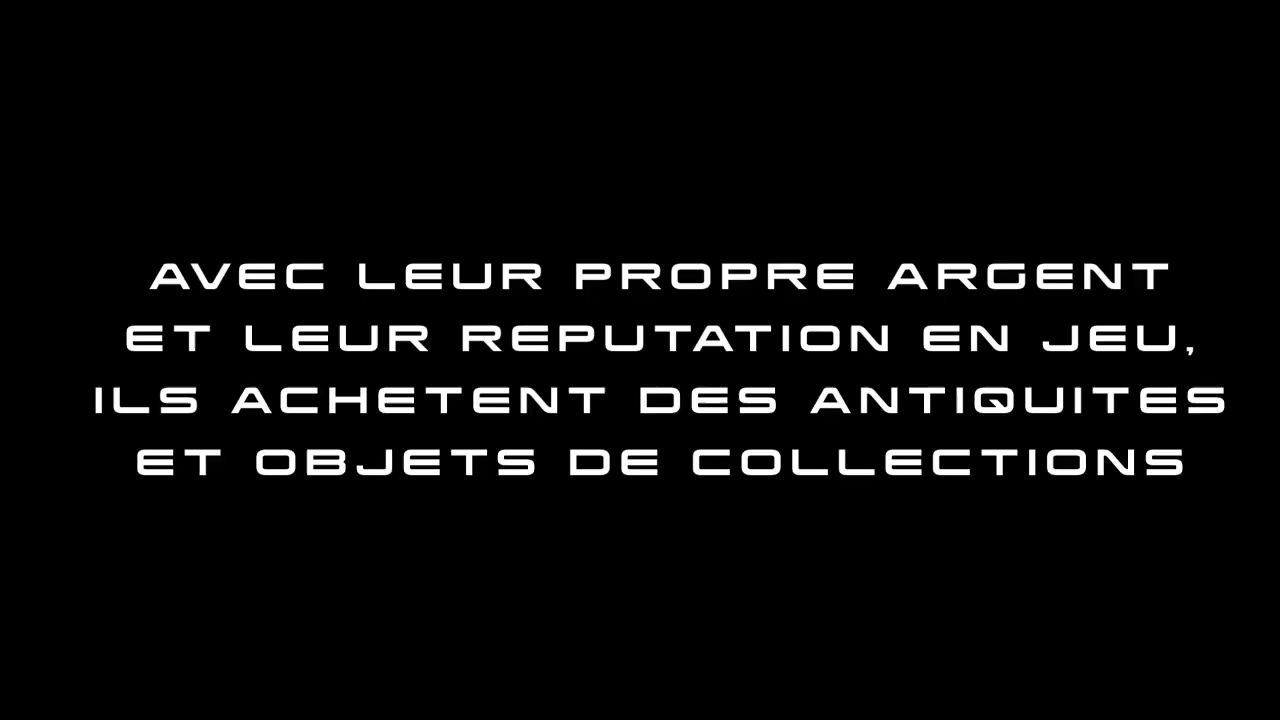 AVEC LEUR PROPRE ARGENT
ET LEUR REPUTATION EN JEU,
ILS ACHETENT DES ANTIQUITES
ET OBJETS DE COLLECTIONS